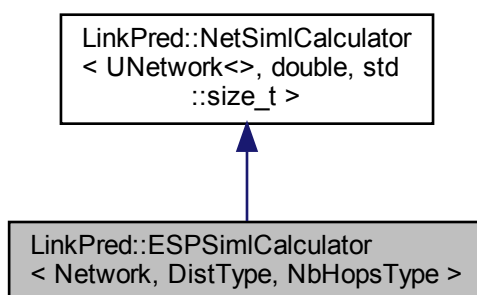 LinkPred::NetSimlCalculator
< UNetwork<>, double, std
::size_t >
LinkPred::ESPSimlCalculator
< Network, DistType, NbHopsType >